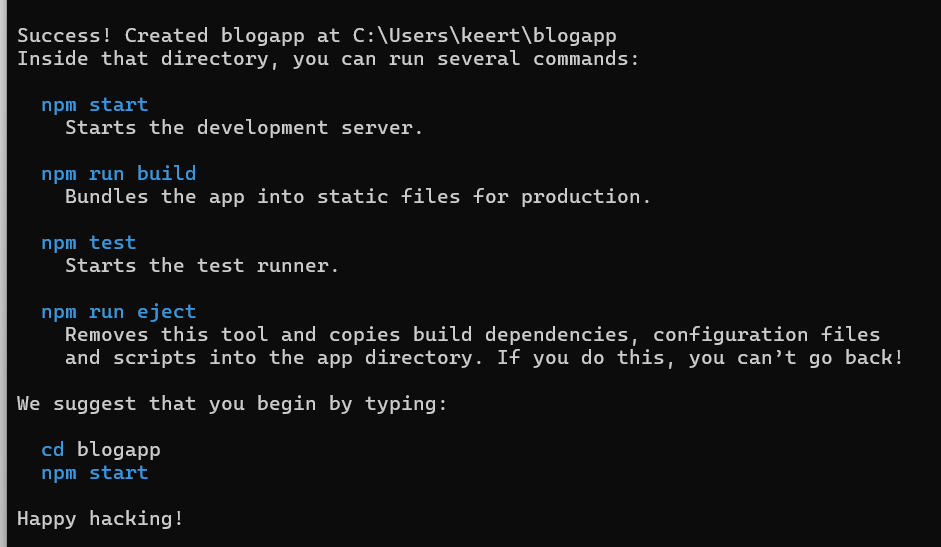 Success! Created blogapp at C:\Users\keert\blogapp
Inside that directory, you can run several commands:
npm start
Starts the development server.
npm run build
Bundles the app into static files for production.
npm test
Starts the test runner.
npm run eject
Removes this tool and copies build dependencies, configuration files
and scripts into the app directory. If you do this, you can’t go back!
We suggest that you begin by typing:
cd blogapp
npm start
Happy hacking!